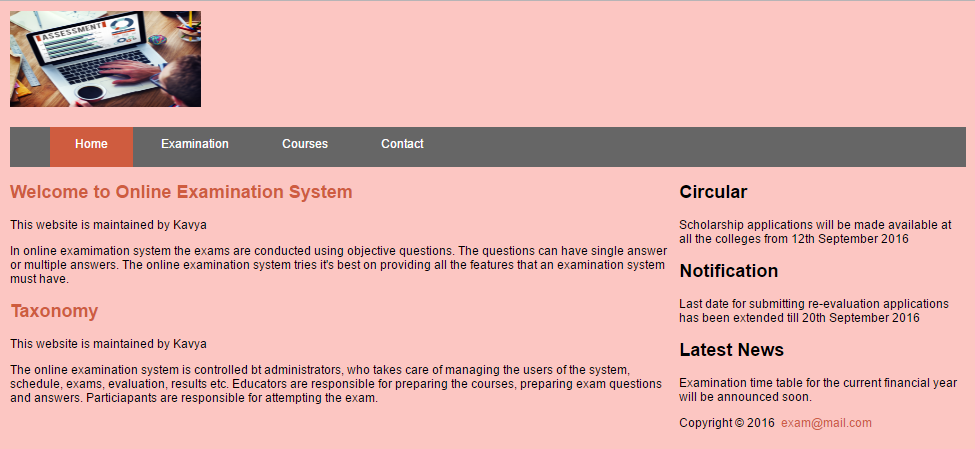 ASSESSMENT
Home Examination Courses Contact
Welcome to Online Examination System
This website is maintained by Kavya
In online examimation system the exams are conducted using objective questions. The questions can have single answer
or multiple answers. The online examination system tries it's best on providing all the features that an examination system
must have.
Taxonomy
This website is maintained by Kavya
The online examination system is controlled bt administrators, who takes care of managing the users of the system,
schedule, exams, evaluation, results etc. Educators are responsible for preparing the courses, preparing exam questions
and answers. Particiapants are responsible for attempting the exam.
Circular
Scholarship applications will be made available at
all the colleges from 12th September 2016
Notification
Last date for submitting re-evaluation applications
has been extended till 20th September 2016
Latest News
Examination time table for the current financial year
will be announced soon.
Copyright © 2016 exam@mail.com